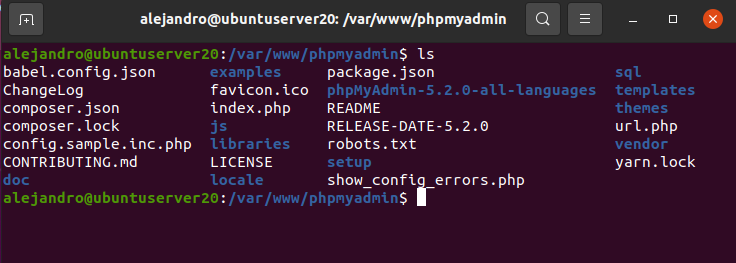 alejandro@ubuntuserver20: /var/www/phpmyadmin
alejandro@ubuntuserver20:/var/www/phpmyadmin$ ls
babel.config.json examples package.json sql
ChangeLog favicon.ico phpMyAdmin-5.2.0-all-languages templates
composer.json index.php README themes
composer.lock js RELEASE-DATE-5.2.0 url.php
config.sample.inc.php libraries robots.txt vendor
CONTRIBUTING.md LICENSE setup yarn.lock
doc locale show_config_errors.php
alejandro@ubuntuserver20:/var/www/phpmyadmin$